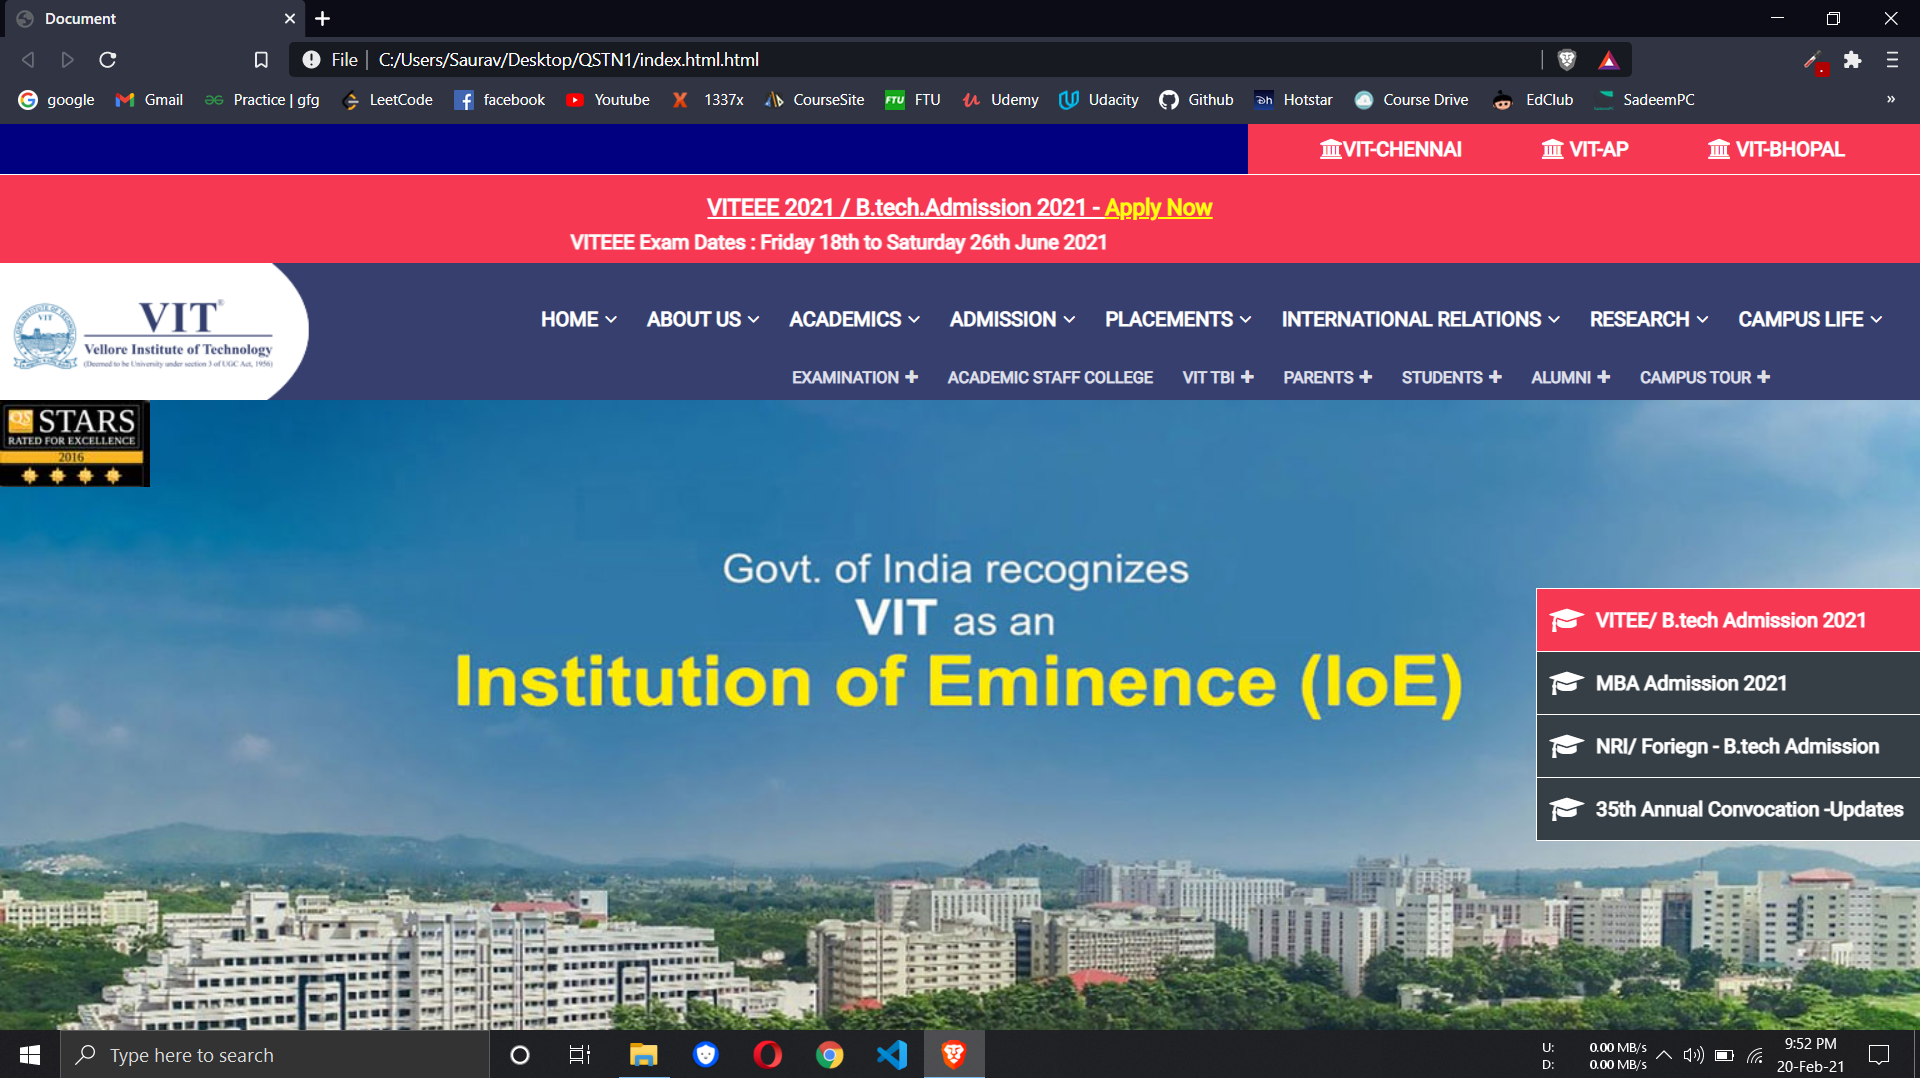 Document
File
C:/Users/Saurav/Desktop/QSTN1/index.html.html
google Gmail Practice | gfg LeetCode facebook Youtube 1337x CourseSite FTU Udemy Udacity Github Hotstar Course Drive EdClub SadeemPC »
VIT-CHENNAI VIT-AP VIT-BHOPAL
VITEEE 2021 / B.tech.Admission 2021 - Apply Now
VITEEE Exam Dates : Friday 18th to Saturday 26th June 2021
VIT®
Vellore Institute of Technology
(Deemed to be University under section 3 of UGC Act, 1956)
HOME ABOUT US ACADEMICS ADMISSION PLACEMENTS INTERNATIONAL RELATIONS RESEARCH CAMPUS LIFE
EXAMINATION + ACADEMIC STAFF COLLEGE VIT TBI + PARENTS + STUDENTS + ALUMNI + CAMPUS TOUR +
QS STARS
RATED FOR EXCELLENCE
2016
Govt. of India recognizes
VIT as an
Institution of Eminence (IoE)
VITEE/ B.tech Admission 2021
MBA Admission 2021
NRI/ Foriegn - B.tech Admission
35th Annual Convocation -Updates
Type here to search
U: 0.00 MB/s
D: 0.00 MB/s
9:52 PM
20-Feb-21